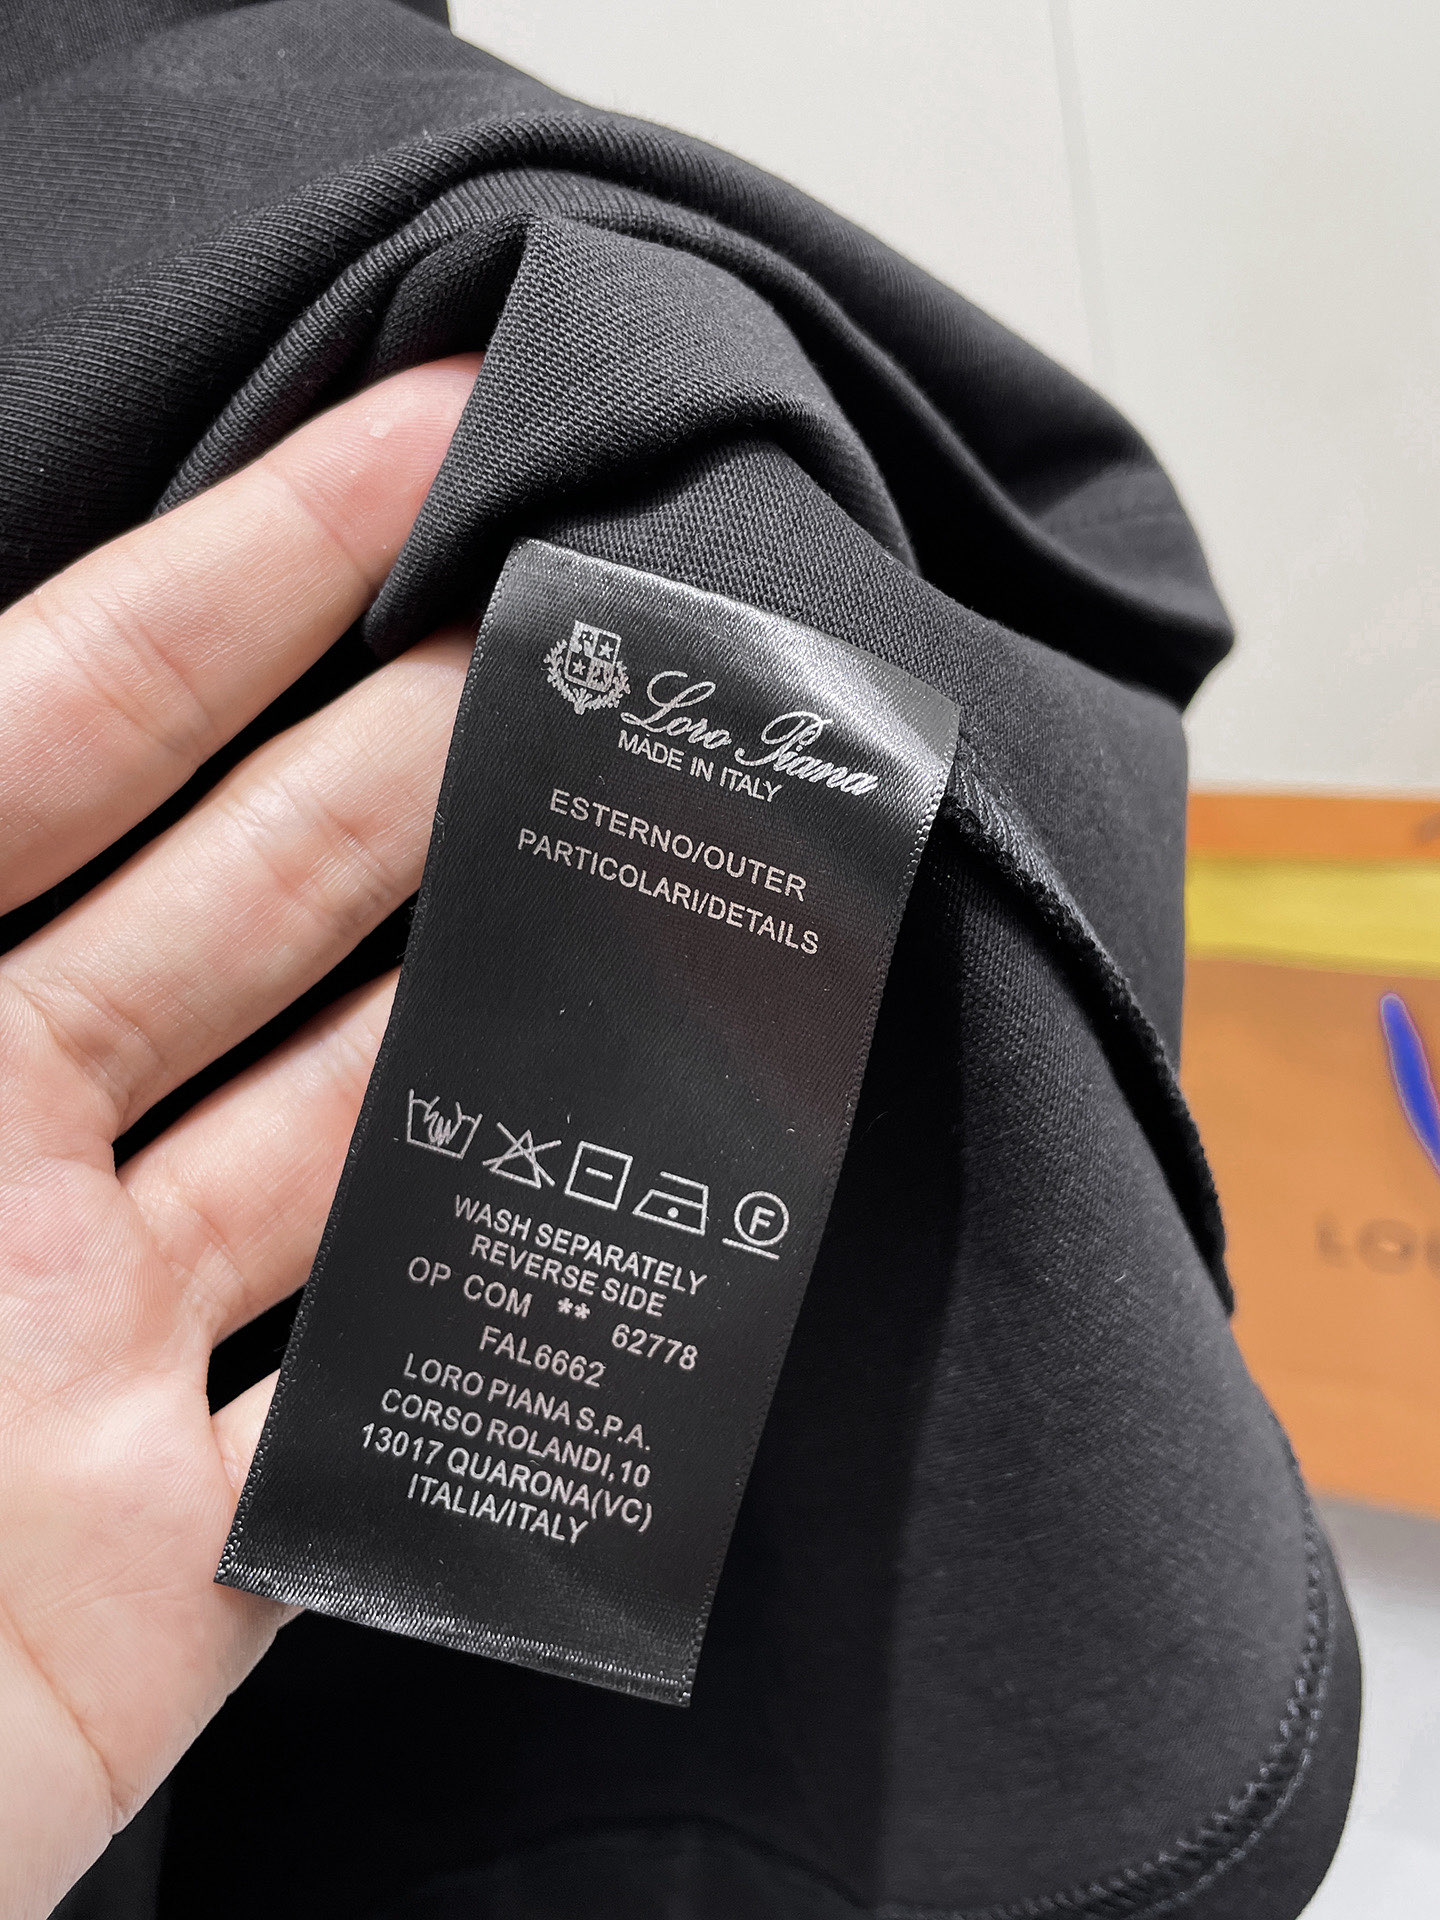 Loro Piana
MADE IN ITALY
ESTERNO/OUTER
PARTICOLARI/DETAILS
F
WASH SEPARATELY
REVERSE SIDE
OP COM ** 62778
FAL6662
LORO PIANA S.P.A.
CORSO ROLANDI,10
13017 QUARONA(VC)
ITALIA/ITALY
LOU